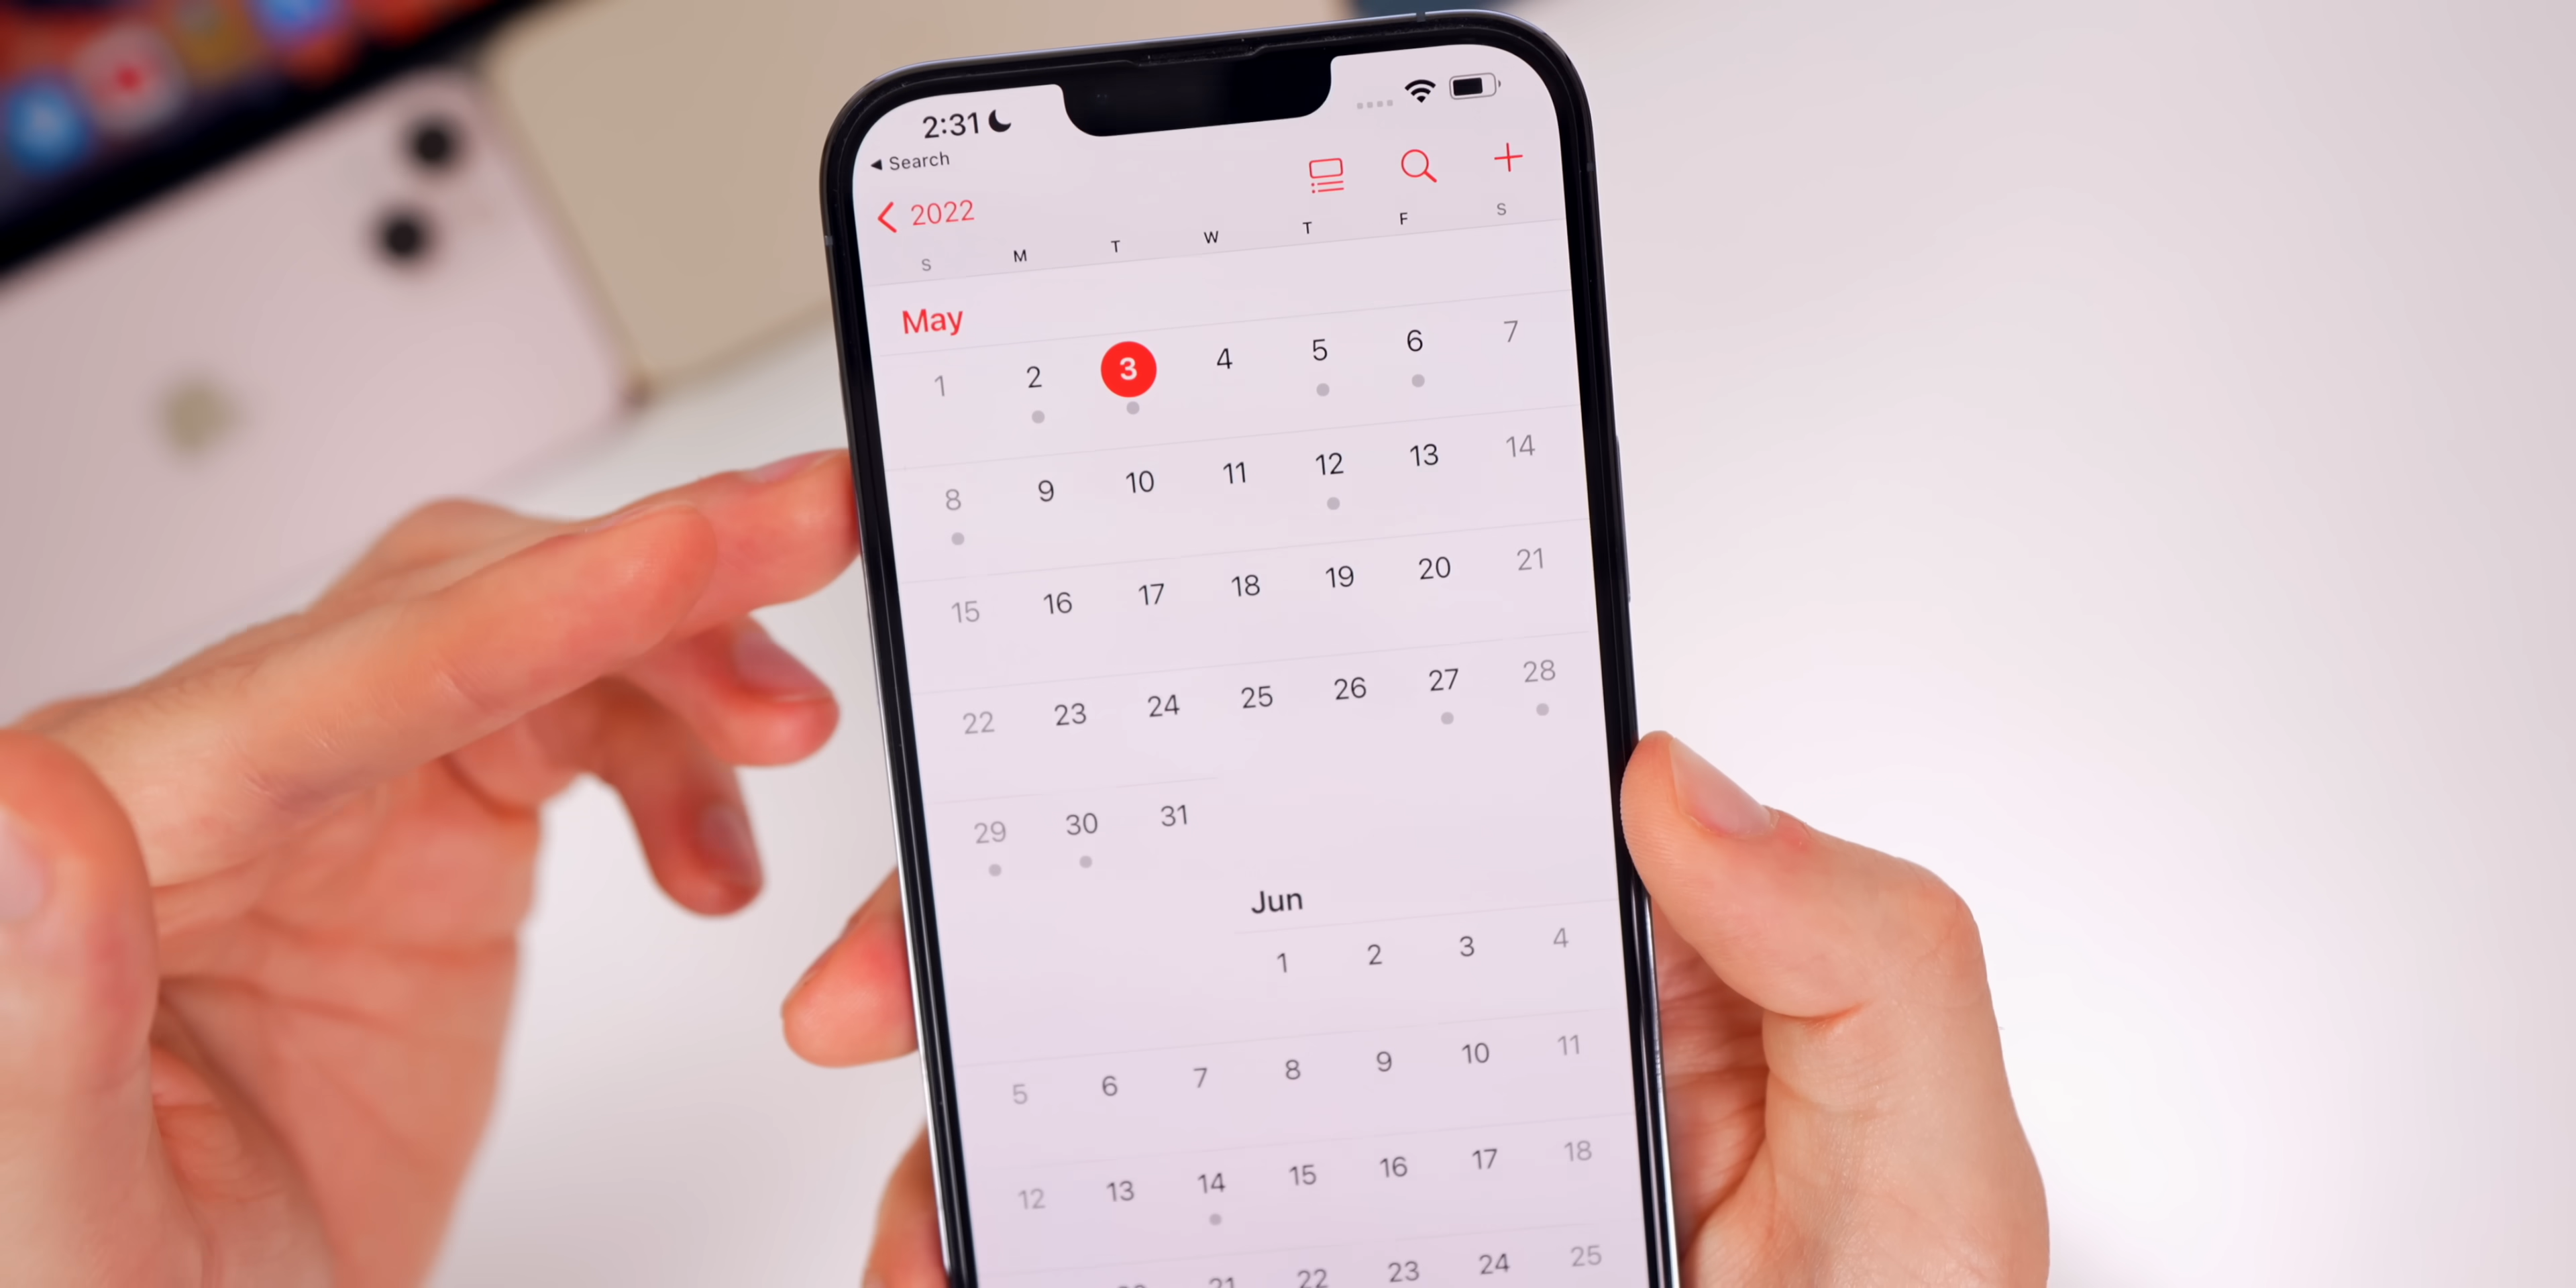 2:31
Search
2022
S M T W T F S
May
1 2 3 4 5 6 7
8 9 10 11 12 13 14
15 16 17 18 19 20 21
22 23 24 25 26 27 28
29 30 31
Jun
1 2 3 4
5 6 7 8 9 10 11
12 13 14 15 16 17 18
21 22 23 24 25